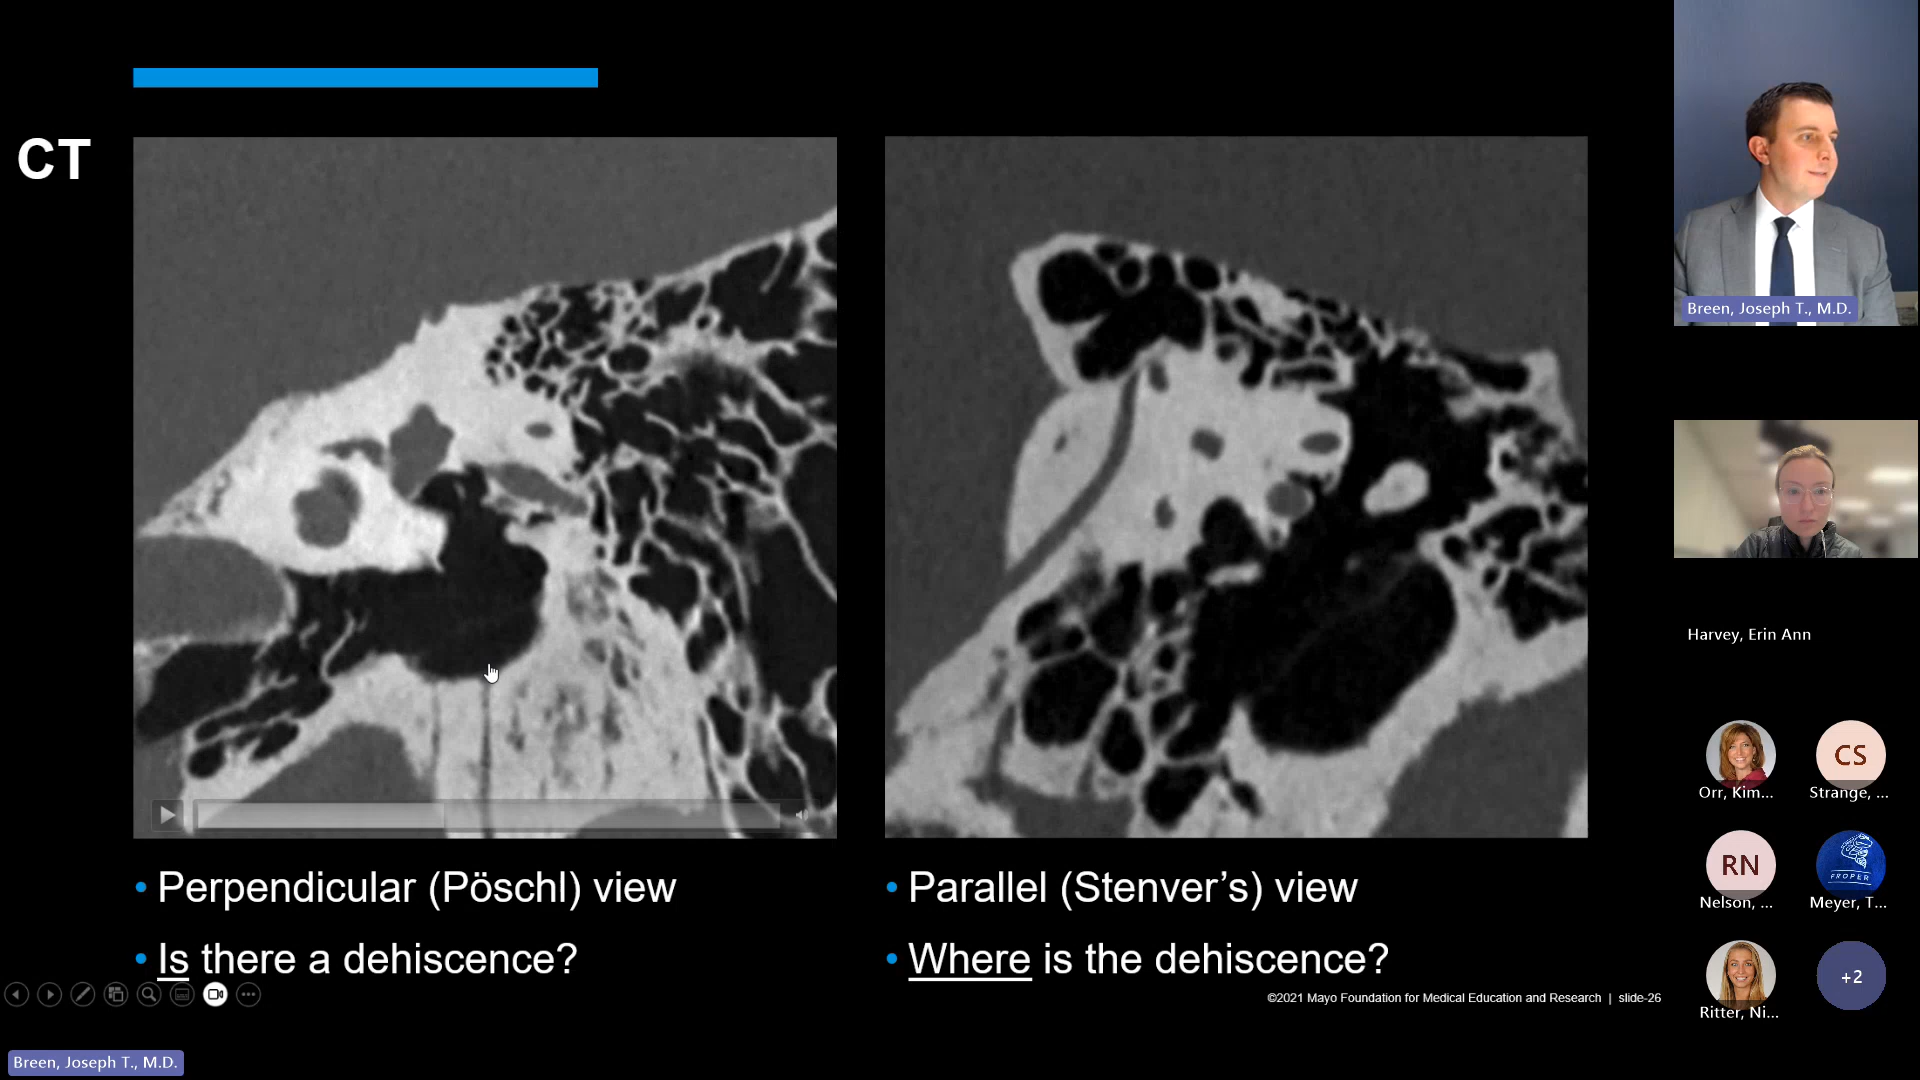 CT
• Perpendicular (Pöschl) view
• Is there a dehiscence?
• Parallel (Stenver's) view
• Where is the dehiscence?
©2021 Mayo Foundation for Medical Education and Research | slide-26
Breen, Joseph T., M.D.
Harvey, Erin Ann
Orr, Kim...
CS
Strange, ...
RN
Nelson, ...
PROPER
Meyer, T...
Ritter, Ni...
+2
Breen, Joseph T., M.D.